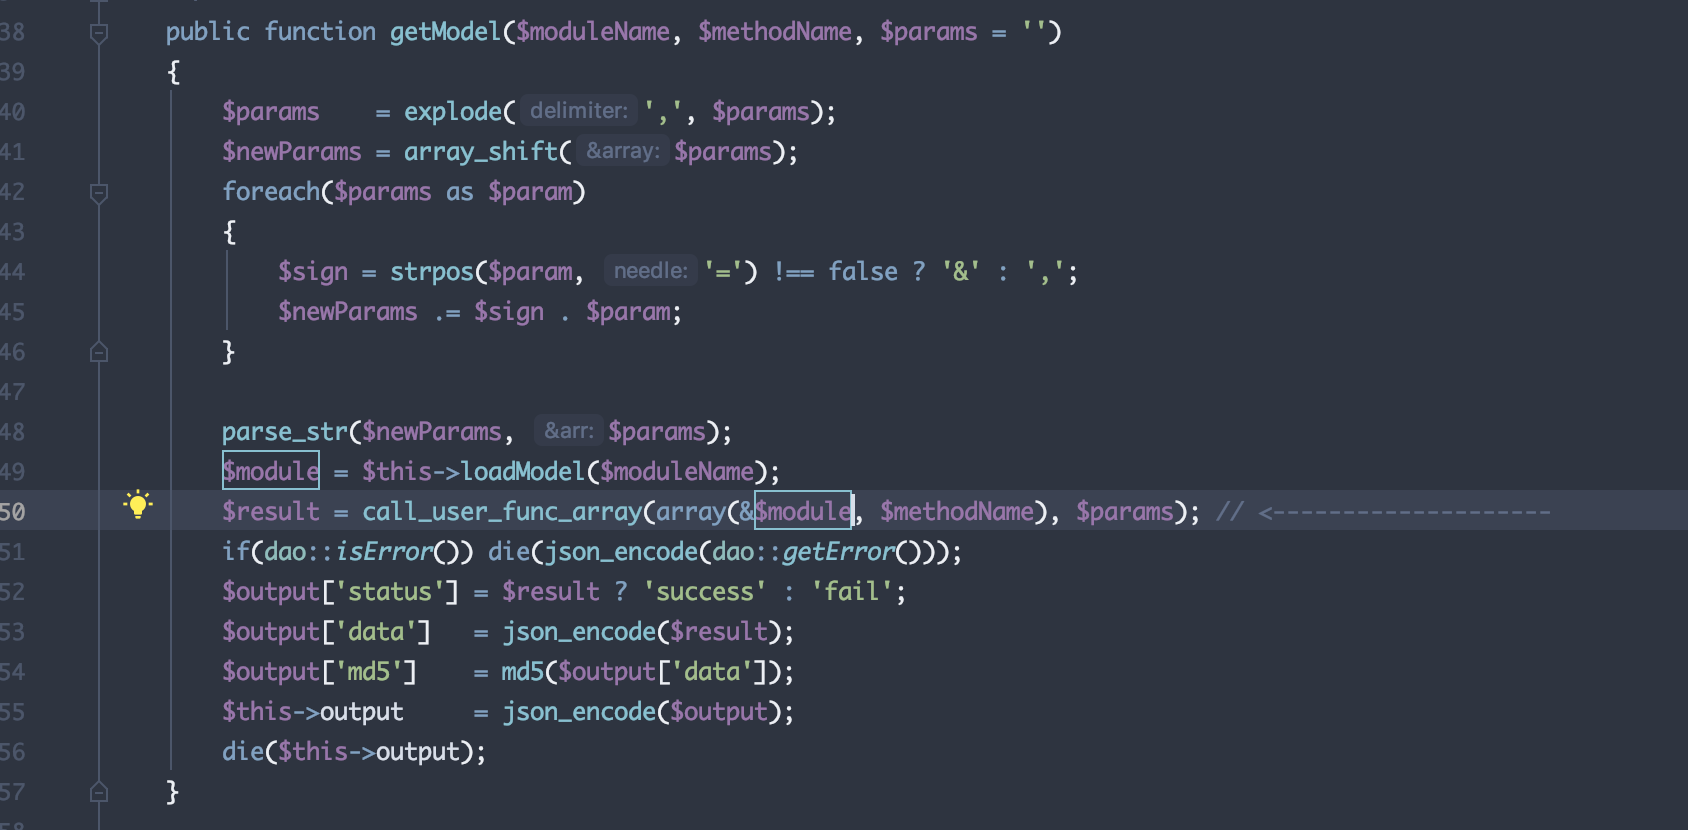 38 public function getModel($moduleName, $methodName, $params = '')
39 {
40 $params = explode( delimiter: ',', $params);
41 $newParams = array_shift( &array: $params);
42 foreach($params as $param)
43 {
44 $sign = strpos($param, needle: '=') !== false ? '&' : ',';
45 $newParams .= $sign . $param;
46 }
47
48 parse_str($newParams, &arr: $params);
49 $module = $this->loadModel($moduleName);
50 $result = call_user_func_array(array(&$module, $methodName), $params); // <--------------------
51 if(dao::isError()) die(json_encode(dao::getError()));
52 $output['status'] = $result ? 'success' : 'fail';
53 $output['data'] = json_encode($result);
54 $output['md5'] = md5($output['data']);
55 $this->output = json_encode($output);
56 die($this->output);
57 }